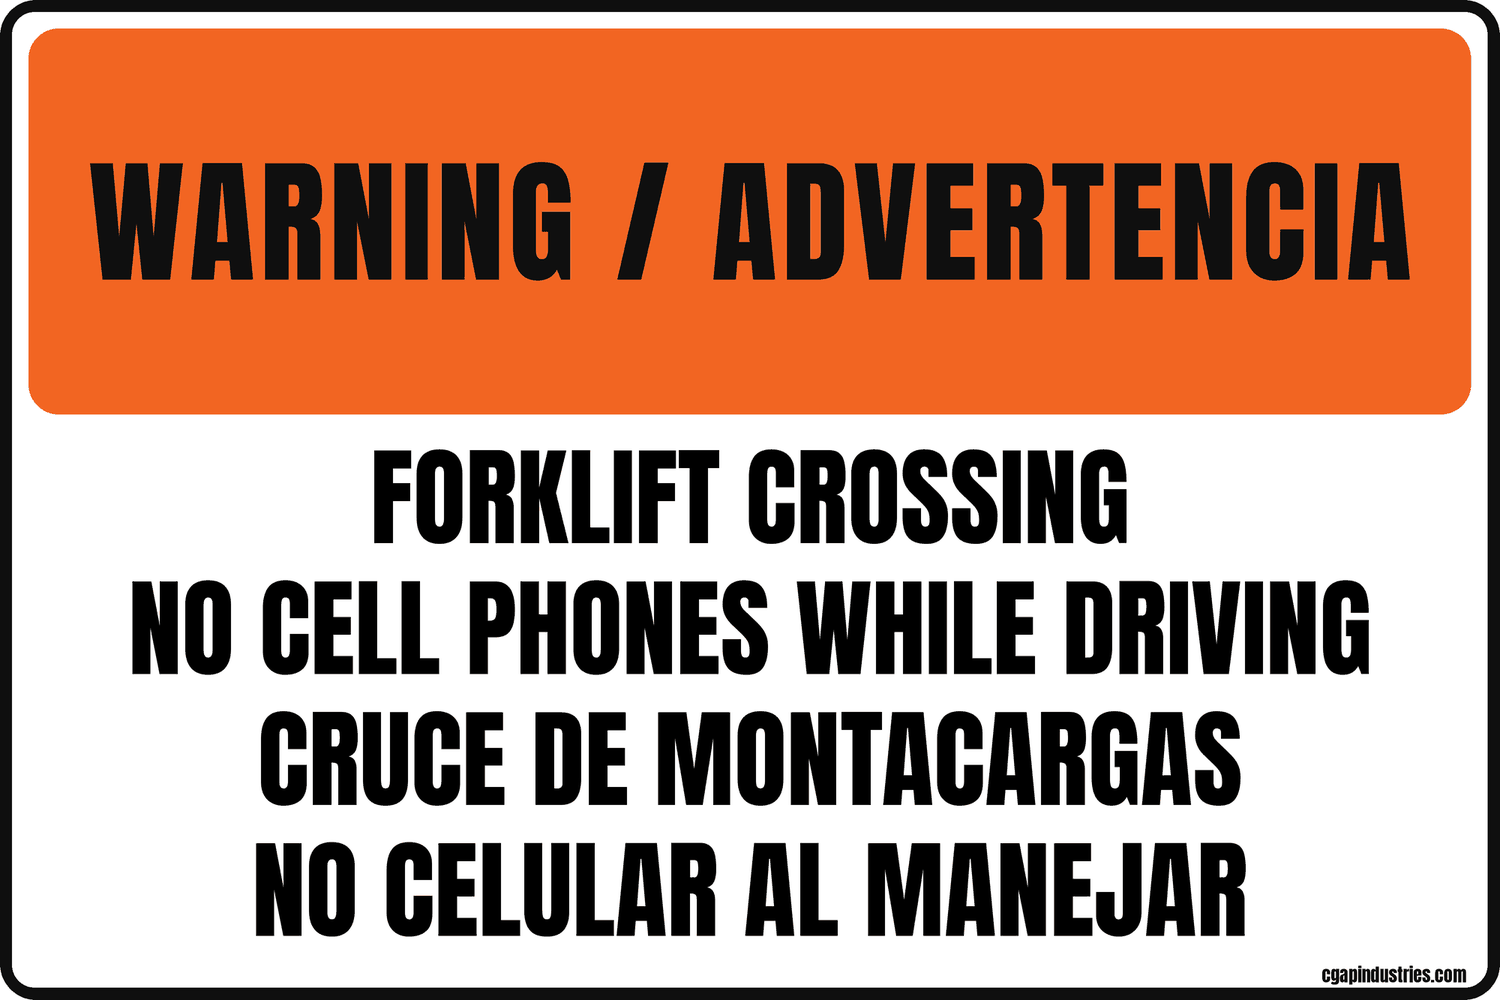 WARNING / ADVERTENCIA
FORKLIFT CROSSING
NO CELL PHONES WHILE DRIVING
CRUCE DE MONTACARGAS
NO CELULAR AL MANEJAR
cgapindustries.com